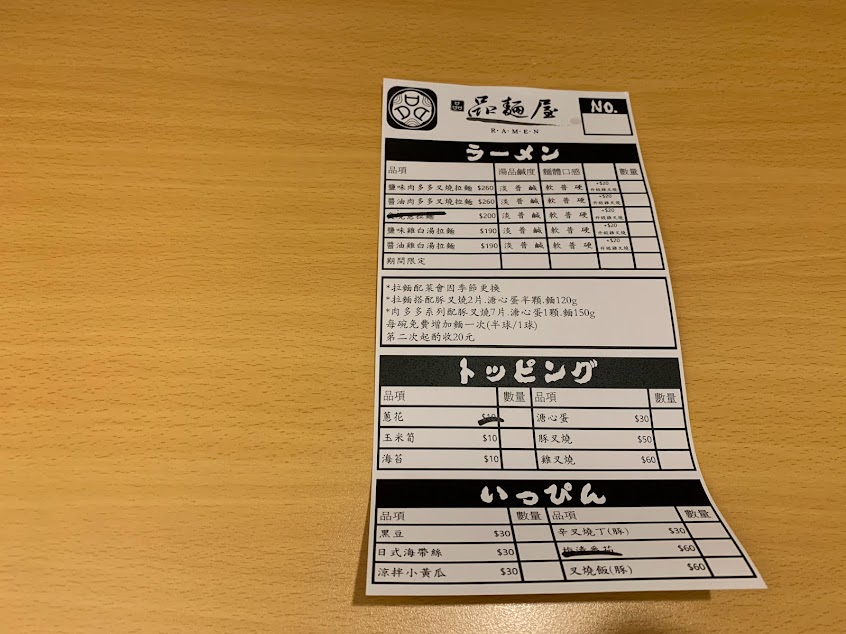 品麵屋
R·A·M·E·N
NO.
ラーメン
品項 湯品鹹度 麵體口感 數量
鹽味肉多多叉燒拉麵 $260 淡 普 鹹 軟 普 硬 +$20
醬油肉多多叉燒拉麵 $260 淡 普 鹹 軟 普 硬 +$20
拉麵 $200 淡 普 鹹 軟 普 硬 +$20
鹽味雞白湯拉麵 $190 淡 普 鹹 軟 普 硬 +$20
醬油雞白湯拉麵 $190 淡 普 鹹 軟 普 硬 +$20
期間限定
*拉麵配菜會因季節更換
*拉麵搭配豚叉燒2片.溏心蛋半顆.麵120g
*肉多多系列配豚叉燒7片.溏心蛋1顆.麵150g
每碗免費增加麵一次(半球/1球)
第二次起酌收20元
トッピング
品項 數量 品項 數量
蔥花 $10 溏心蛋 $30
玉米筍 $10 豚叉燒 $50
海苔 $10 雞叉燒 $60
いっぴん
品項 數量 品項 數量
黑豆 $30 辛叉燒丁(豚) $30
日式海帶絲 $30 $60
涼拌小黃瓜 $30 叉燒飯(豚) $60